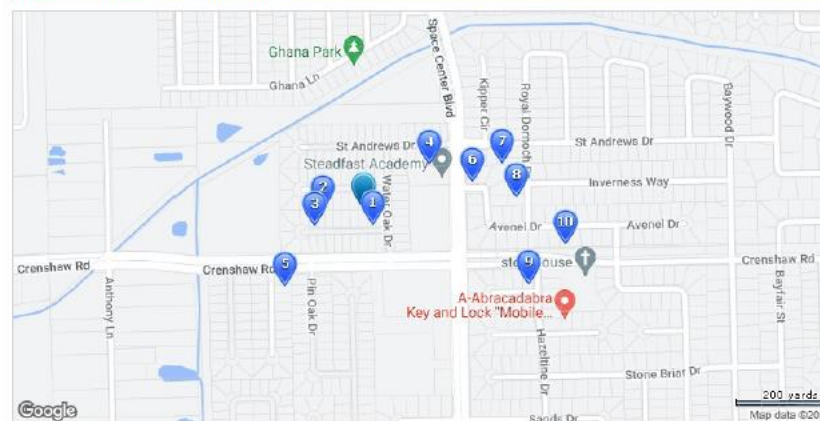 Ghana Park
Ghana Ln
Space Center Blvd
Kipper Cir
Royal Dornoch
Baywood Dr
St Andrews Dr
St Andrews Dr
Steadfast Academy
4
7
6
8
2
3
1
Water Oak Dr
Inverness Way
Avenel Dr
10
Avenel Dr
Crenshaw Rd
Crenshaw Rd
5
9
Crenshaw Rd
Anthony Ln
Pin Oak Dr
A-Abracadabra
Key and Lock "Mobile...
Hazeltine Dr
Bayfair St
Stone Briar Dr
Sands Dr
200 yards
Google
Map data ©20